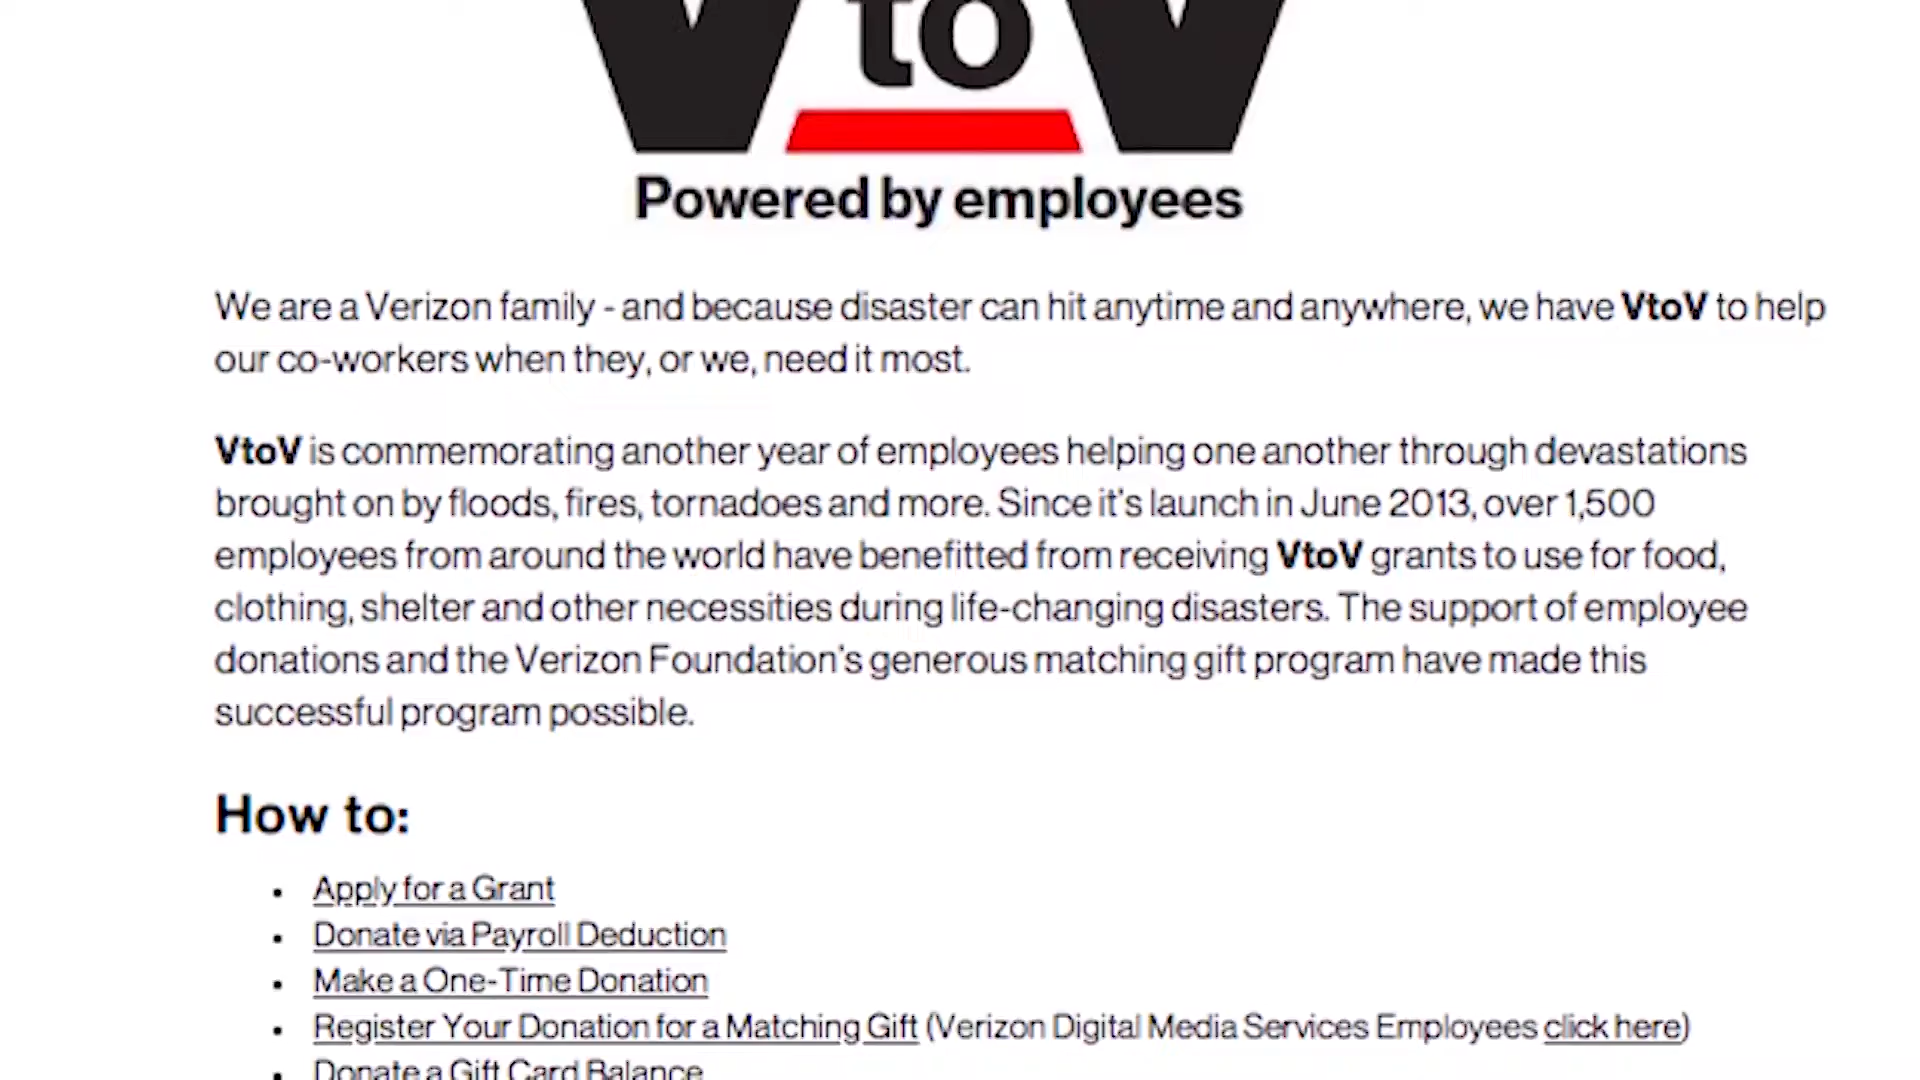 VtoV
Powered by employees
We are a Verizon family - and because disaster can hit anytime and anywhere, we have VtoV to help
our co-workers when they, or we, need it most.
VtoV is commemorating another year of employees helping one another through devastations
brought on by floods, fires, tornadoes and more. Since it's launch in June 2013, over 1,500
employees from around the world have benefitted from receiving VtoV grants to use for food,
clothing, shelter and other necessities during life-changing disasters. The support of employee
donations and the Verizon Foundation's generous matching gift program have made this
successful program possible.
How to:
• Apply for a Grant
• Donate via Payroll Deduction
• Make a One-Time Donation
• Register Your Donation for a Matching Gift (Verizon Digital Media Services Employees click here)
• Donate a Gift Card Balance